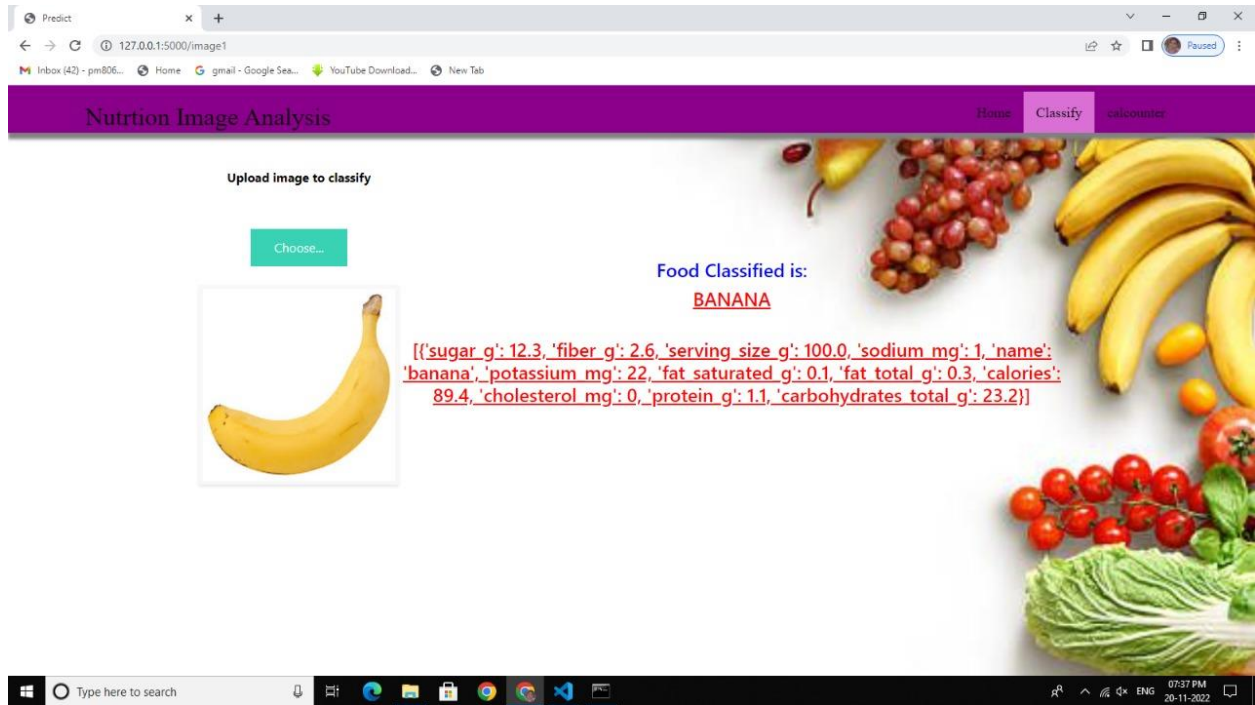 Predict
127.0.0.1:5000/image1
Paused
Inbox (42) - pm806...
Home
gmail - Google Sea...
YouTube Download...
New Tab
Nutrtion Image Analysis
Home
Classify
calcounter
Upload image to classify
Choose...
Food Classified is:
BANANA
[{'sugar_g': 12.3, 'fiber_g': 2.6, 'serving_size_g': 100.0, 'sodium_mg': 1, 'name':
'banana', 'potassium_mg': 22, 'fat_saturated_g': 0.1, 'fat_total_g': 0.3, 'calories':
89.4, 'cholesterol_mg': 0, 'protein_g': 1.1, 'carbohydrates_total_g': 23.2}]
Type here to search
ENG
07:37 PM
20-11-2022